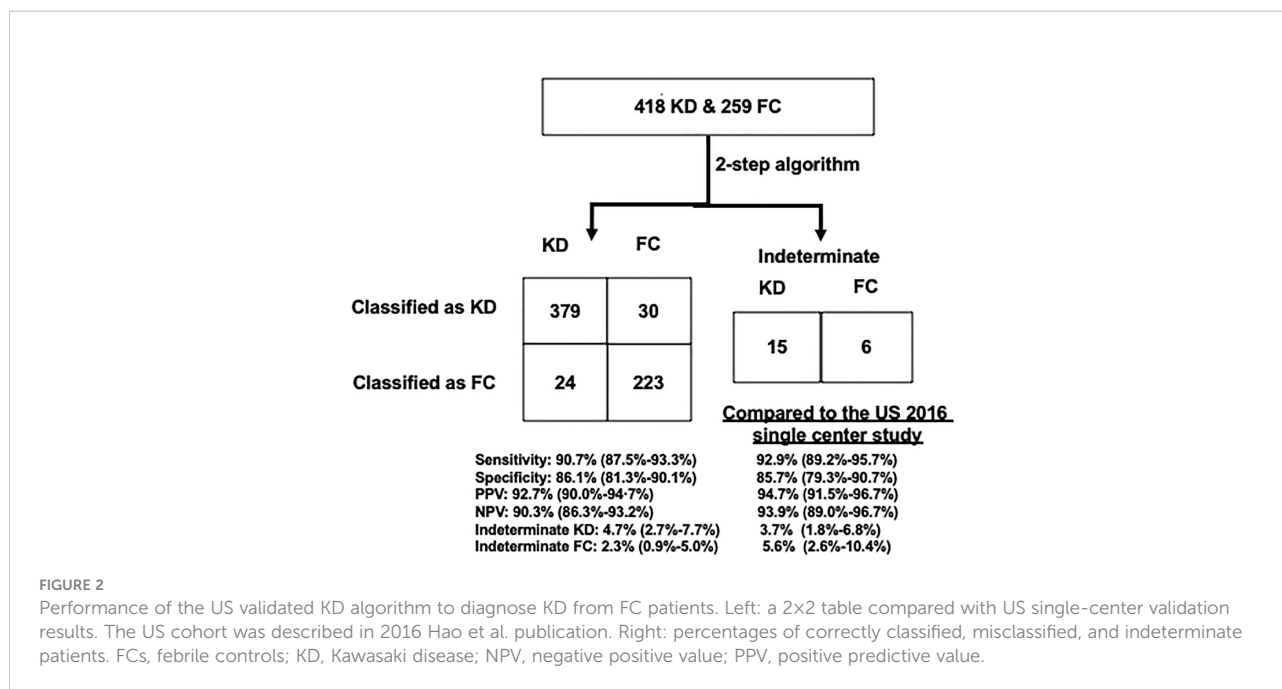 418 KD & 259 FC
2-step algorithm
KD FC
Indeterminate
KD FC
Classified as KD 379 30
15 6
Classified as FC 24 223
Compared to the US 2016
single center study
Sensitivity: 90.7% (87.5%-93.3%) 92.9% (89.2%-95.7%)
Specificity: 86.1% (81.3%-90.1%) 85.7% (79.3%-90.7%)
PPV: 92.7% (90.0%-94·7%) 94.7% (91.5%-96.7%)
NPV: 90.3% (86.3%-93.2%) 93.9% (89.0%-96.7%)
Indeterminate KD: 4.7% (2.7%-7.7%) 3.7% (1.8%-6.8%)
Indeterminate FC: 2.3% (0.9%-5.0%) 5.6% (2.6%-10.4%)
FIGURE 2
Performance of the US validated KD algorithm to diagnose KD from FC patients. Left: a 2×2 table compared with US single-center validation
results. The US cohort was described in 2016 Hao et al. publication. Right: percentages of correctly classified, misclassified, and indeterminate
patients. FCs, febrile controls; KD, Kawasaki disease; NPV, negative positive value; PPV, positive predictive value.